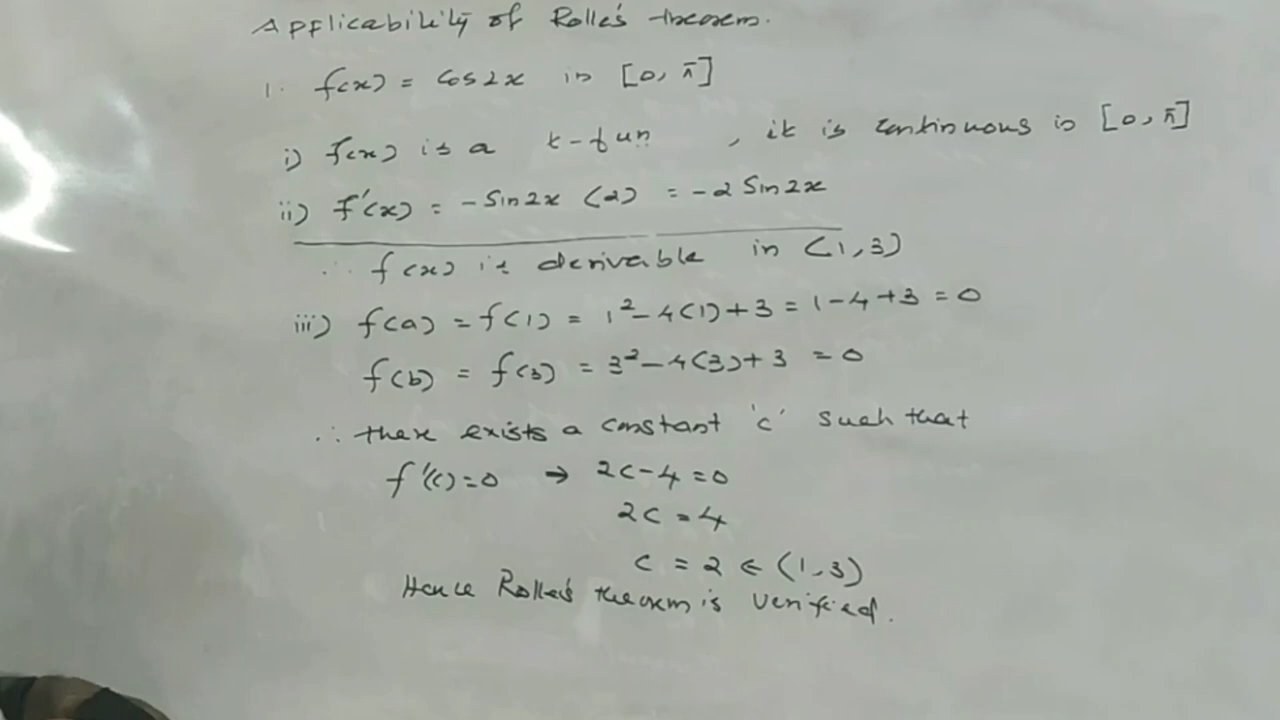 Applicability of Rolle's theorem.
1. f(x) = Cos2x in [0, π]
i) f(x) is a t-fun , it is continuous in [0, π]
ii) f'(x) = -Sin2x (2) = -2 Sin2x
∴ f(x) is derivable in (1,3)
iii) f(a) = f(1) = 1²-4(1)+3 = 1-4+3 = 0
f(b) = f(3) = 3²-4(3)+3 = 0
∴ there exists a constant 'c' such that
f'(c)=0 → 2c-4=0
2c = 4
c = 2 ∈ (1,3)
Hence Rolle's theorem is verified.